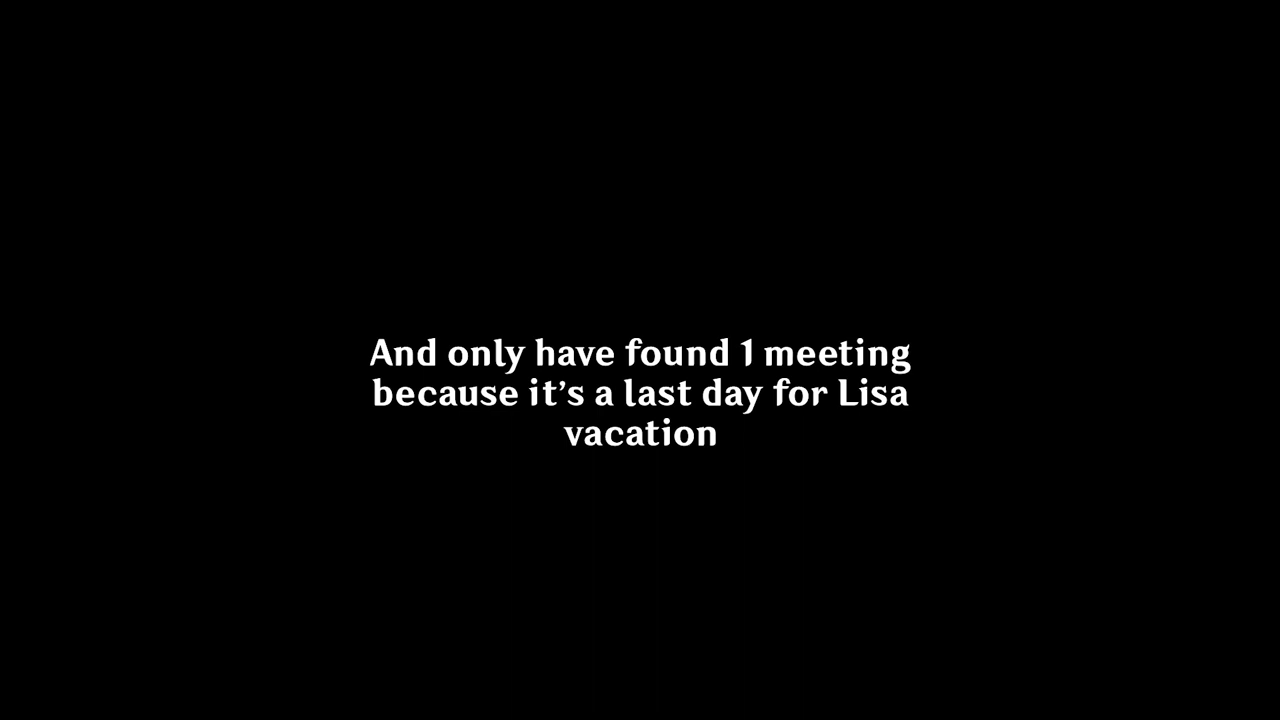 And only have found 1 meeting
because it's a last day for Lisa
vacation